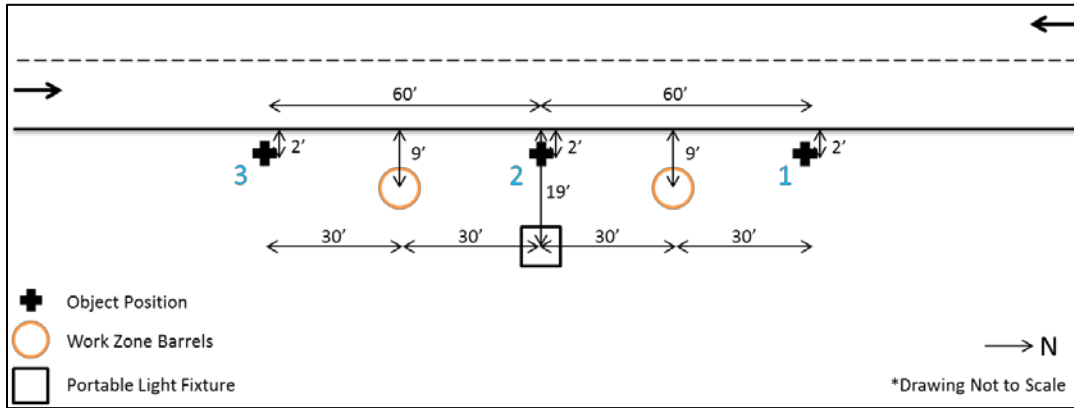 60’ 60’
2’ 9’ 2’ 9’ 2’
3 2 1
19’
30’ 30’ 30’ 30’
Object Position
Work Zone Barrels
N
Portable Light Fixture
*Drawing Not to Scale